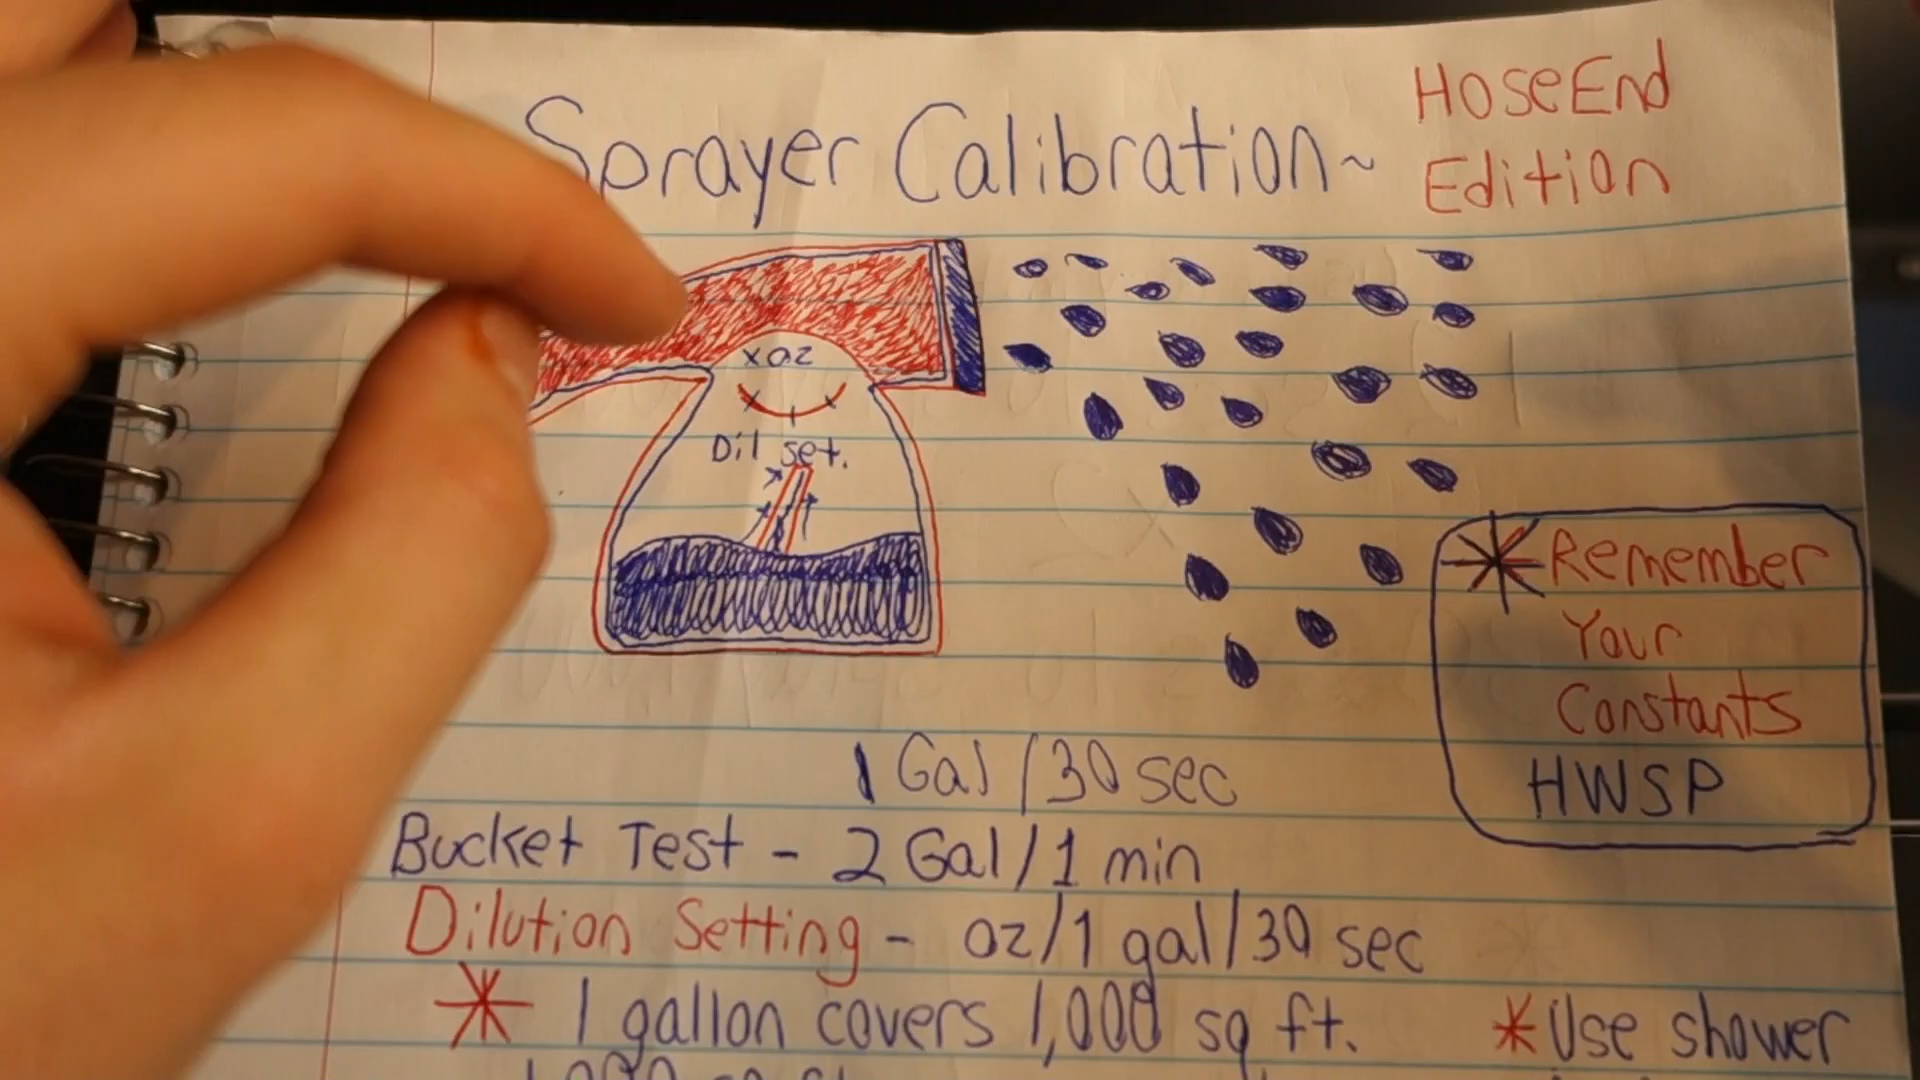 Sprayer Calibration~
HoseEnd
Edition
xoz
Dil set.
Remember
Your
Constants
HWSP
1 Gal/30 sec
Bucket Test - 2 Gal/1 min
Dilution Setting - oz/1 gal/30 sec
* 1 gallon covers 1,000 sq ft.
*Use shower